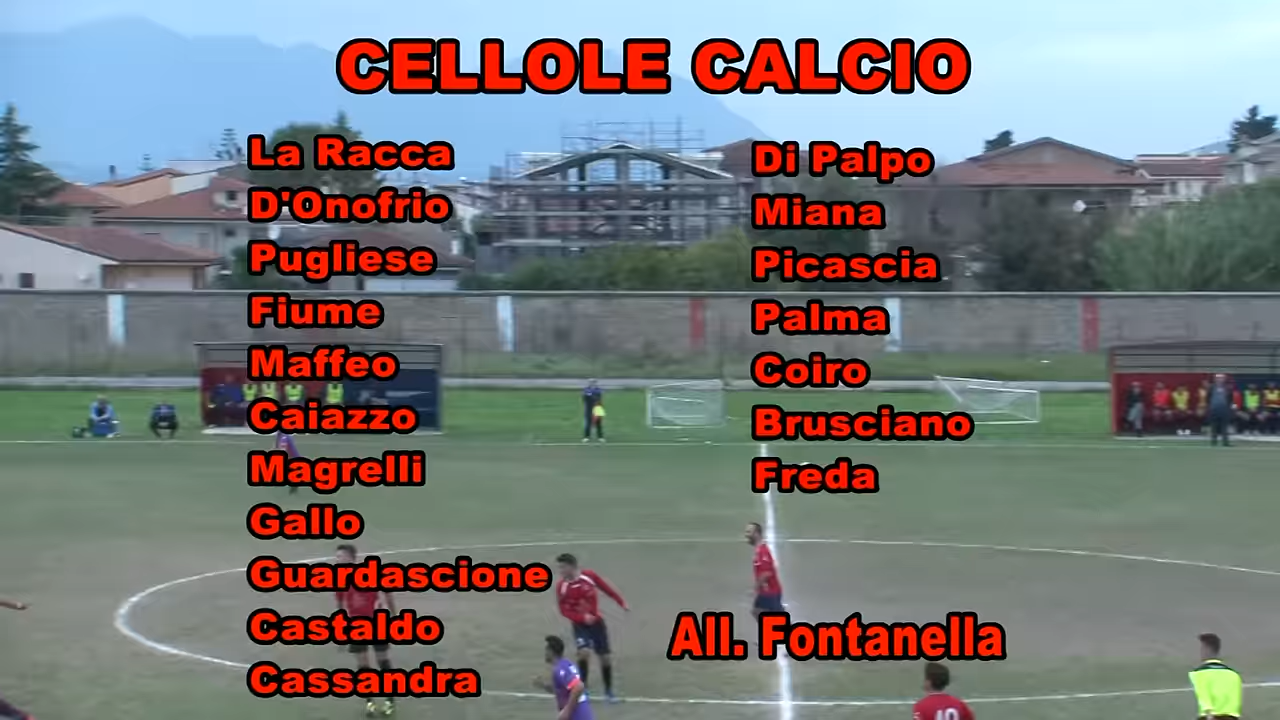 CELLOLE CALCIO
La Racca
D'Onofrio
Pugliese
Fiume
Maffeo
Caiazzo
Magrelli
Gallo
Guardascione
Castaldo
Cassandra
Di Palpo
Miana
Picascia
Palma
Coiro
Brusciano
Freda
All. Fontanella
10